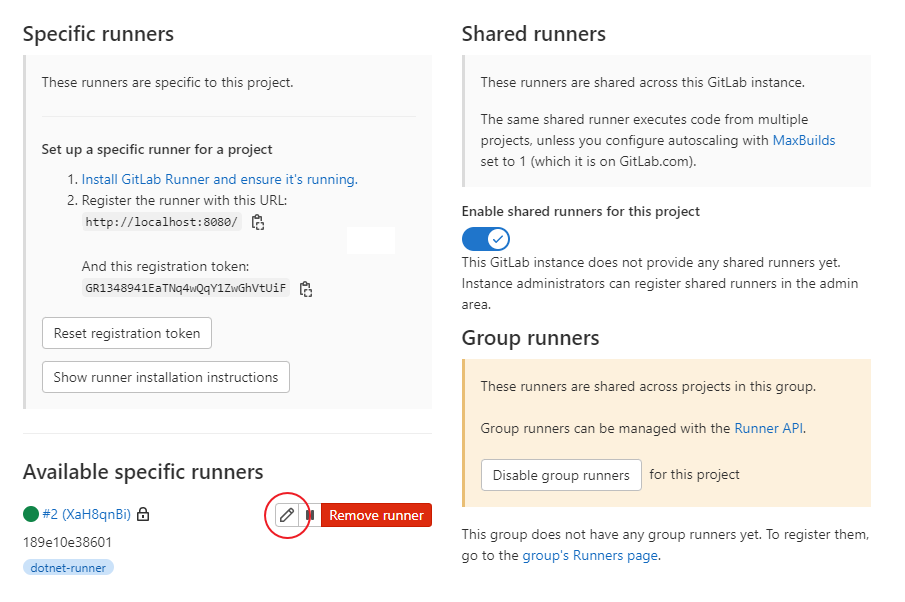 Specific runners
These runners are specific to this project.
Set up a specific runner for a project
1. Install GitLab Runner and ensure it's running.
2. Register the runner with this URL:
http://localhost:8080/
And this registration token:
GR1348941EaTNq4wQqY1ZwGhVtUiF
Reset registration token
Show runner installation instructions
Available specific runners
#2 (XaH8qnBi)
Remove runner
189e10e38601
dotnet-runner
Shared runners
These runners are shared across this GitLab instance.
The same shared runner executes code from multiple
projects, unless you configure autoscaling with MaxBuilds
set to 1 (which it is on GitLab.com).
Enable shared runners for this project
This GitLab instance does not provide any shared runners yet.
Instance administrators can register shared runners in the admin
area.
Group runners
These runners are shared across projects in this group.
Group runners can be managed with the Runner API.
Disable group runners for this project
This group does not have any group runners yet. To register them,
go to the group's Runners page.